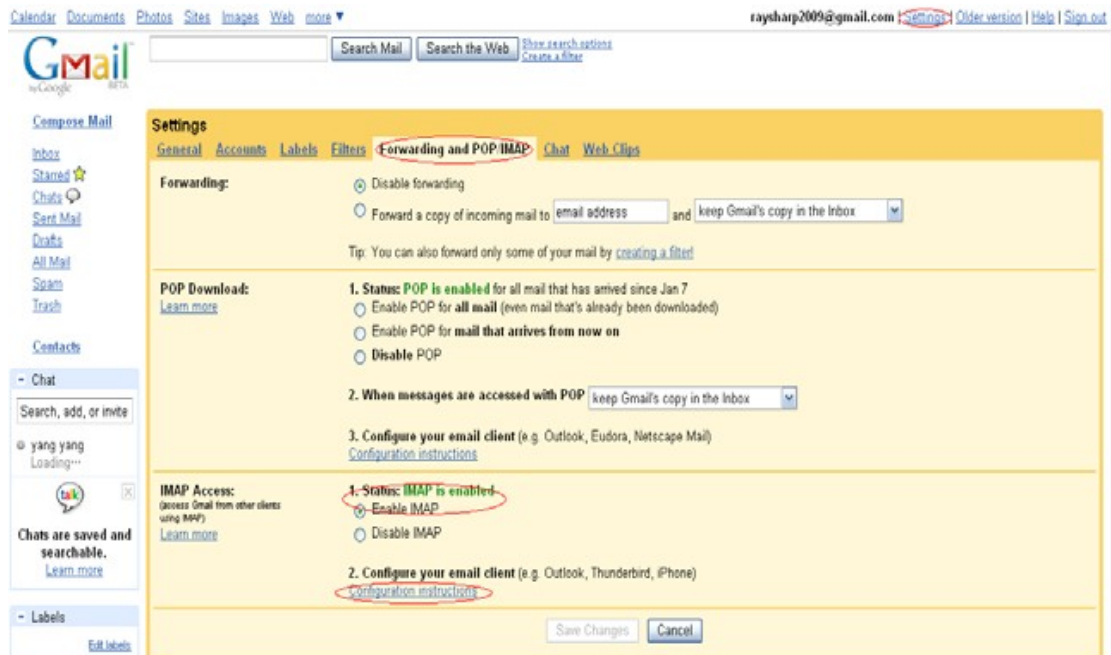 Calendar Documents Photos Sites Images Web more ▼
raysharp2009@gmail.com | Settings | Older version | Help | Sign out
GMail
by Google BETA
Search Mail Search the Web Show search options
Create a filter
Compose Mail
Inbox
Starred
Chats
Sent Mail
Drafts
All Mail
Spam
Trash
Contacts
− Chat
Search, add, or invite
yang yang
Loading...
talk
Chats are saved and
searchable.
Learn more
− Labels
Edit labels
Settings
General Accounts Labels Filters Forwarding and POP/IMAP Chat Web Clips
Forwarding:
Disable forwarding
Forward a copy of incoming mail to email address and keep Gmail's copy in the Inbox
Tip: You can also forward only some of your mail by creating a filter!
POP Download:
Learn more
1. Status: POP is enabled for all mail that has arrived since Jan 7
Enable POP for all mail (even mail that's already been downloaded)
Enable POP for mail that arrives from now on
Disable POP
2. When messages are accessed with POP keep Gmail's copy in the Inbox
3. Configure your email client (e.g. Outlook, Eudora, Netscape Mail)
Configuration instructions
IMAP Access:
(access Gmail from other clients
using IMAP)
Learn more
1. Status: IMAP is enabled
Enable IMAP
Disable IMAP
2. Configure your email client (e.g. Outlook, Thunderbird, iPhone)
Configuration instructions
Save Changes Cancel